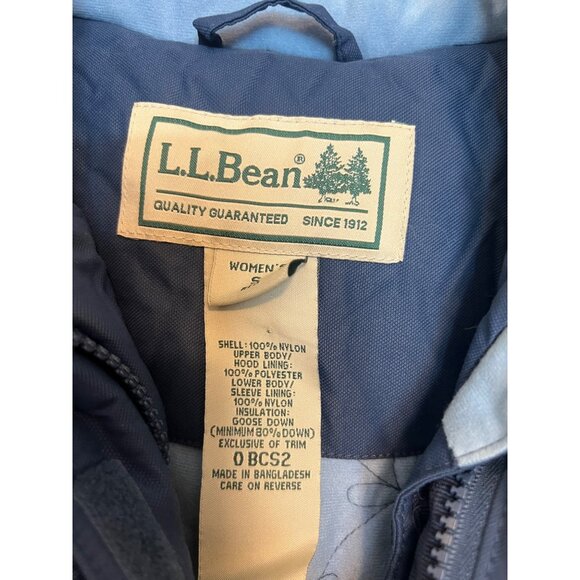 L.L.Bean®
QUALITY GUARANTEED SINCE 1912
WOMEN'S
S
SHELL: 100% NYLON
UPPER BODY/
HOOD LINING:
100% POLYESTER
LOWER BODY/
SLEEVE LINING:
100% NYLON
INSULATION:
GOOSE DOWN
(MINIMUM 80% DOWN)
EXCLUSIVE OF TRIM
0 BCS2
MADE IN BANGLADESH
CARE ON REVERSE